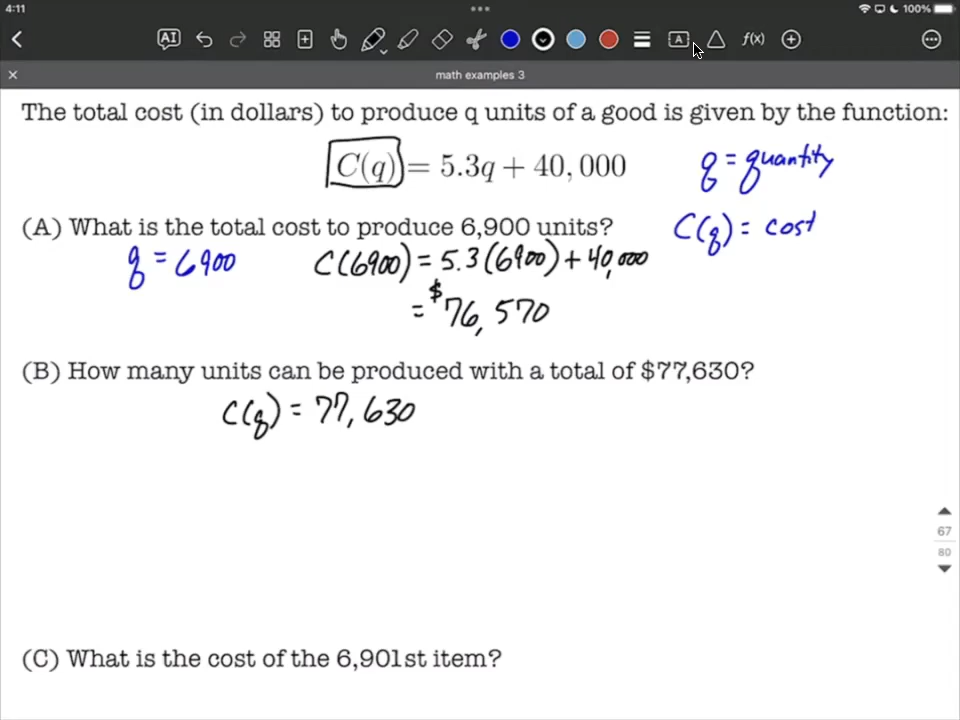 4:11
100%
AI
A
f(x)
math examples 3
The total cost (in dollars) to produce q units of a good is given by the function:
C(q) = 5.3q + 40,000
q = quantity
(A) What is the total cost to produce 6,900 units?
C(q) = cost
q = 6900
C(6900) = 5.3(6900) + 40,000
= $76,570
(B) How many units can be produced with a total of $77,630?
C(q) = 77,630
67
80
(C) What is the cost of the 6,901st item?